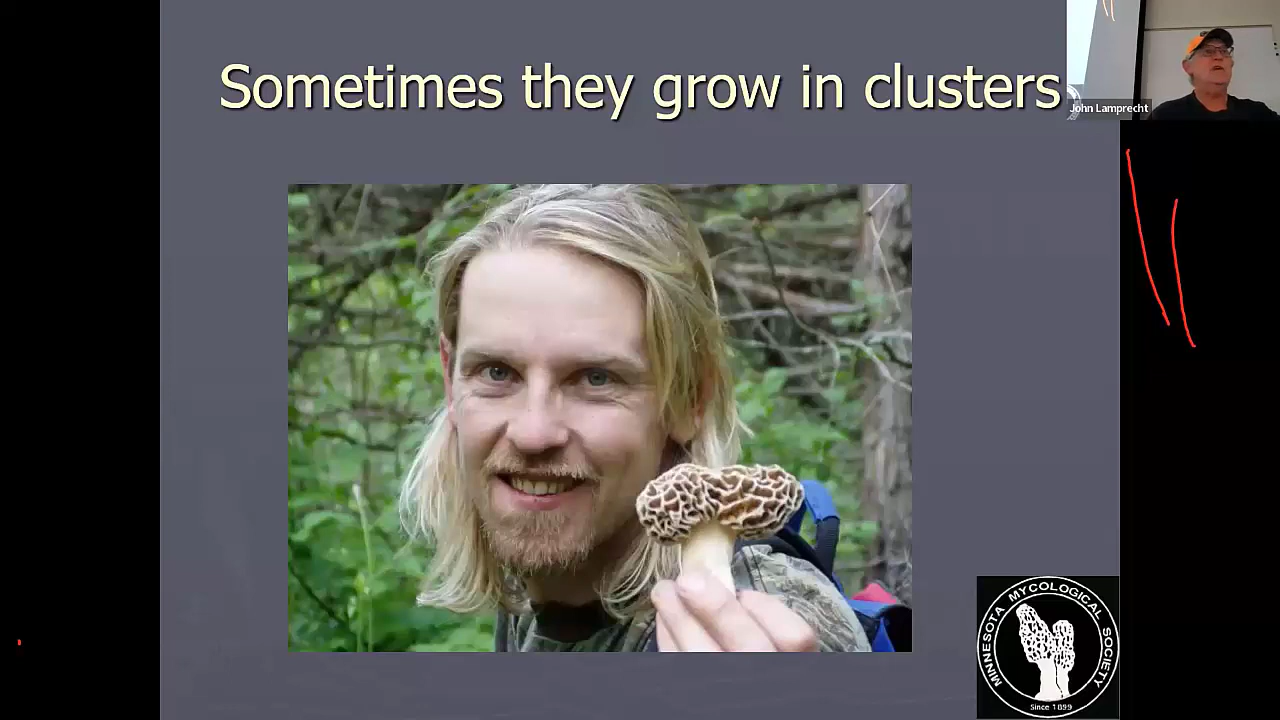 Sometimes they grow in clusters
John Lamprecht
MINNESOTA MYCOLOGICAL SOCIETY
Since 1899